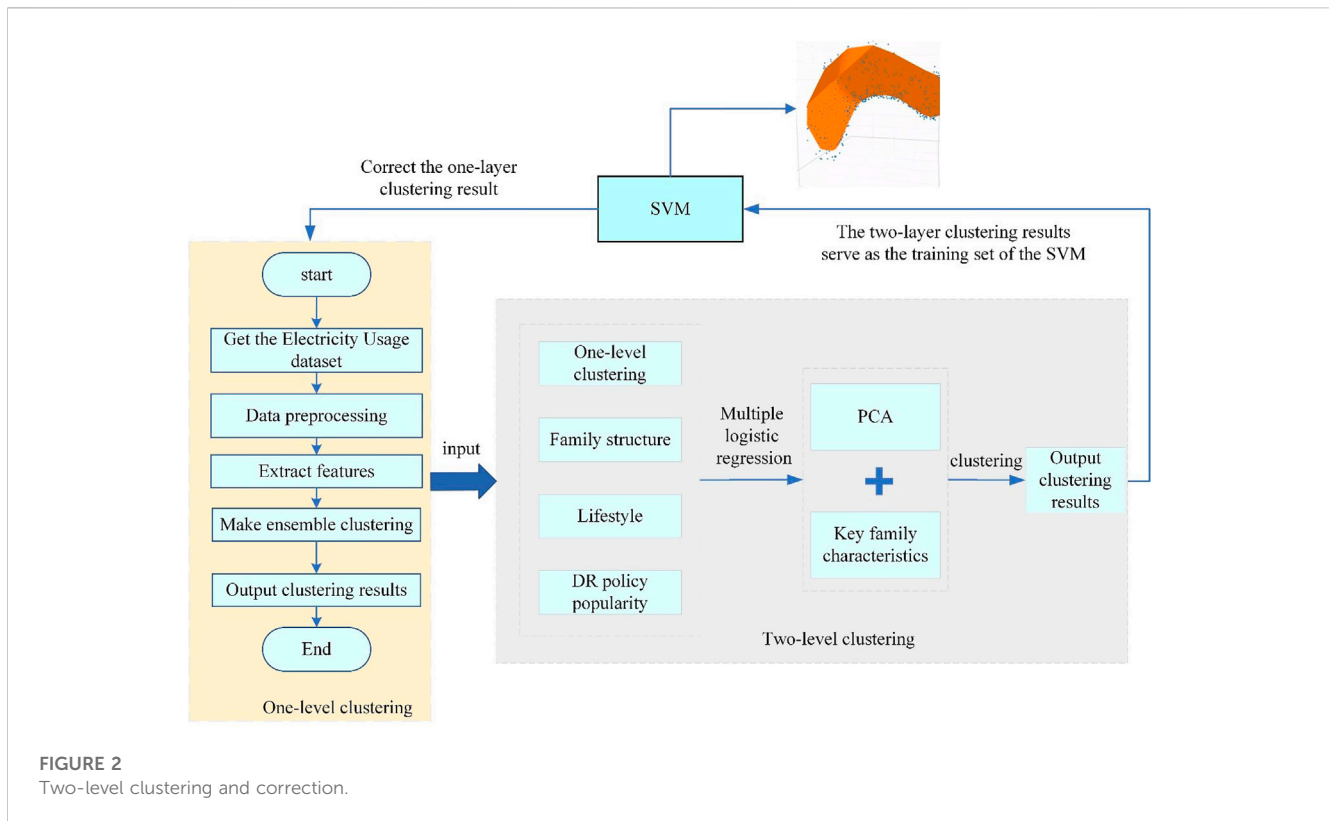 Correct the one-layer
clustering result
SVM
The two-layer clustering results
serve as the training set of the SVM
start
Get the Electricity Usage
dataset
Data preprocessing
Extract features
Make ensemble clustering
Output clustering results
End
One-level clustering
input
One-level
clustering
Family structure
Lifestyle
DR policy
popularity
Multiple
logistic
regression
PCA
Key family
characteristics
clustering
Output
clustering
results
Two-level clustering
FIGURE 2
Two-level clustering and correction.